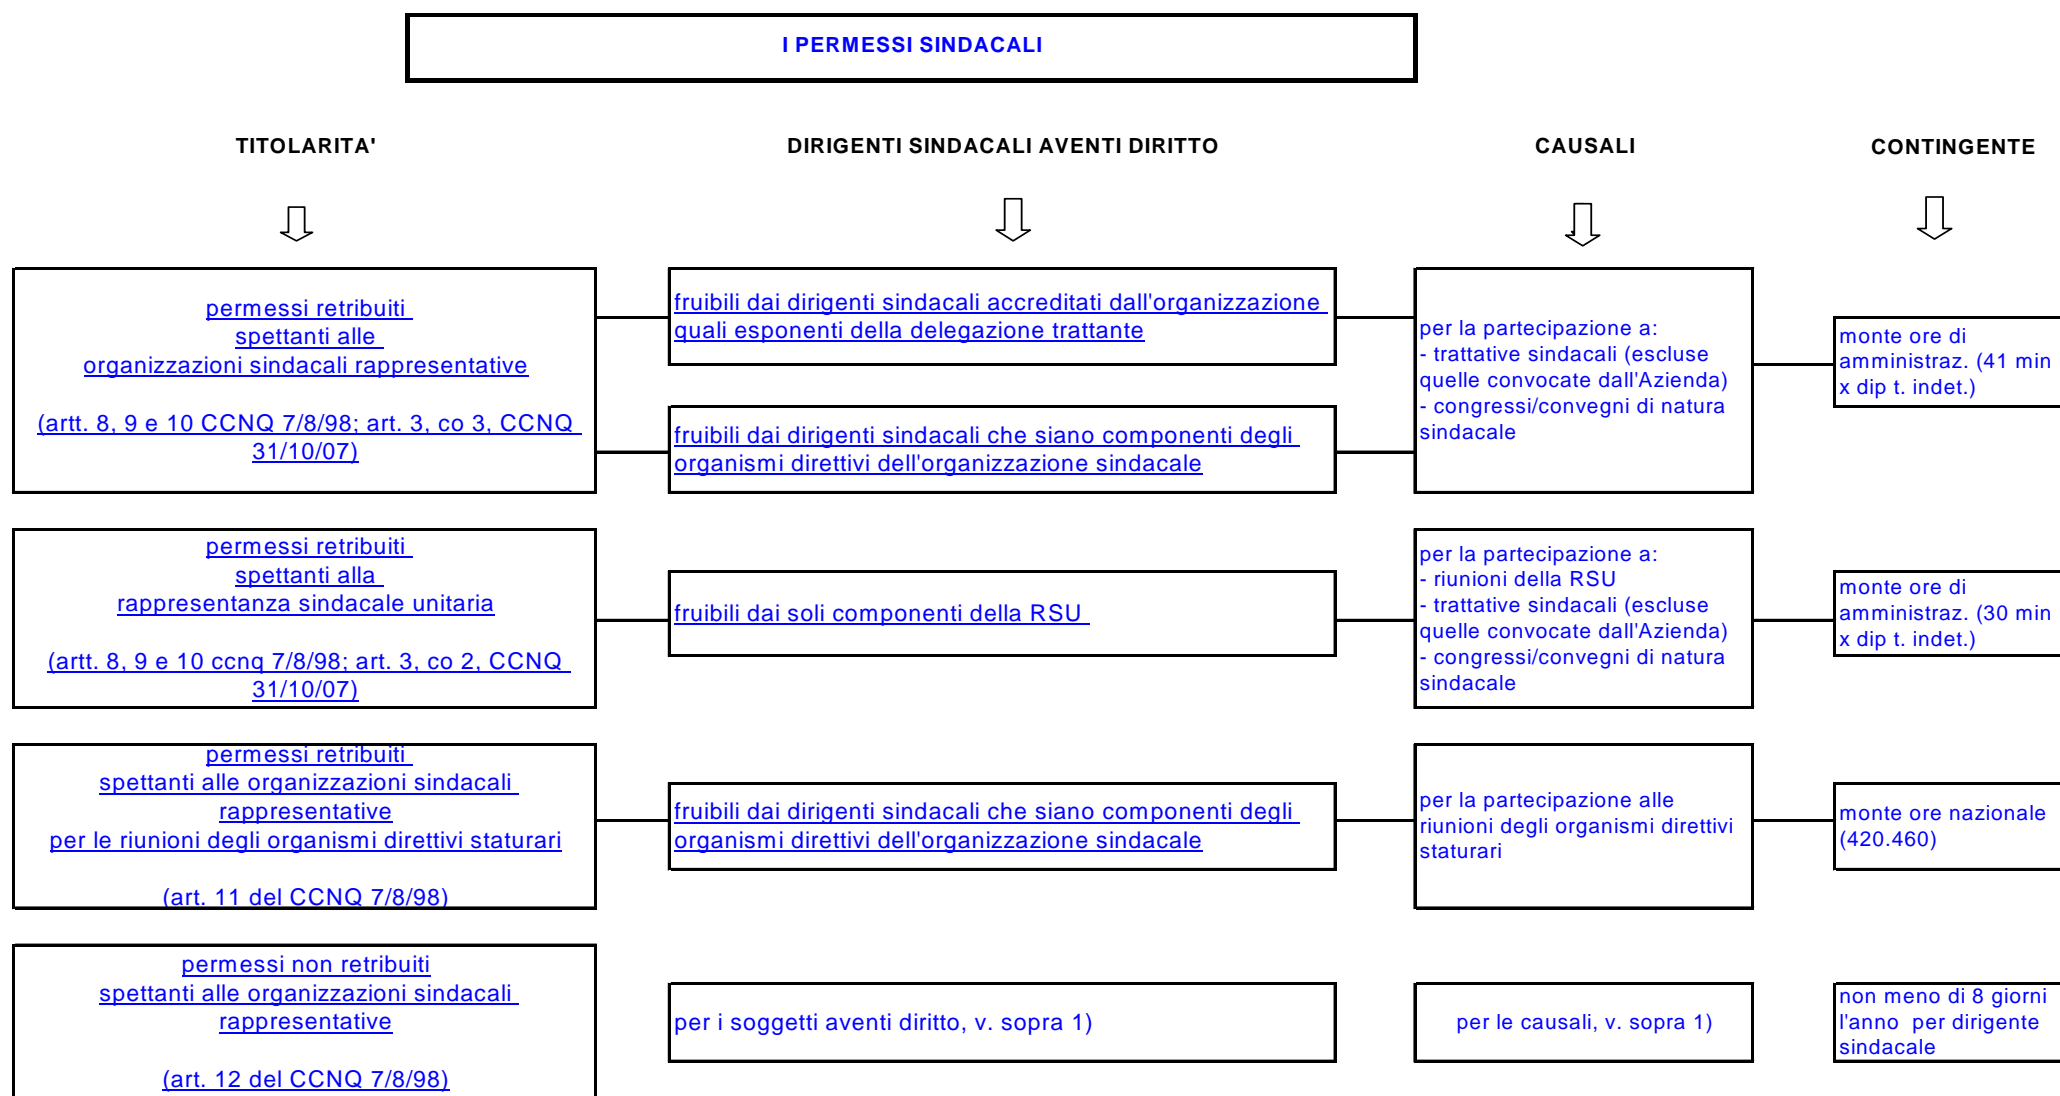 I PERMESSI SINDACALI
TITOLARITA'
DIRIGENTI SINDACALI AVENTI DIRITTO
CAUSALI
CONTINGENTE
permessi retribuiti
spettanti alle
organizzazioni sindacali rappresentative
(artt. 8, 9 e 10 CCNQ 7/8/98; art. 3, co 3, CCNQ
31/10/07)
fruibili dai dirigenti sindacali accreditati dall'organizzazione
quali esponenti della delegazione trattante
fruibili dai dirigenti sindacali che siano componenti degli
organismi direttivi dell'organizzazione sindacale
per la partecipazione a:
- trattative sindacali (escluse
quelle convocate dall'Azienda)
- congressi/convegni di natura
sindacale
monte ore di
amministraz. (41 min
x dip t. indet.)
permessi retribuiti
spettanti alla
rappresentanza sindacale unitaria
(artt. 8, 9 e 10 ccnq 7/8/98; art. 3, co 2, CCNQ
31/10/07)
fruibili dai soli componenti della RSU
per la partecipazione a:
- riunioni della RSU
- trattative sindacali (escluse
quelle convocate dall'Azienda)
- congressi/convegni di natura
sindacale
monte ore di
amministraz. (30 min
x dip t. indet.)
permessi retribuiti
spettanti alle organizzazioni sindacali
rappresentative
per le riunioni degli organismi direttivi staturari
(art. 11 del CCNQ 7/8/98)
fruibili dai dirigenti sindacali che siano componenti degli
organismi direttivi dell'organizzazione sindacale
per la partecipazione alle
riunioni degli organismi direttivi
staturari
monte ore nazionale
(420.460)
permessi non retribuiti
spettanti alle organizzazioni sindacali
rappresentative
(art. 12 del CCNQ 7/8/98)
per i soggetti aventi diritto, v. sopra 1)
per le causali, v. sopra 1)
non meno di 8 giorni
l'anno  per dirigente
sindacale